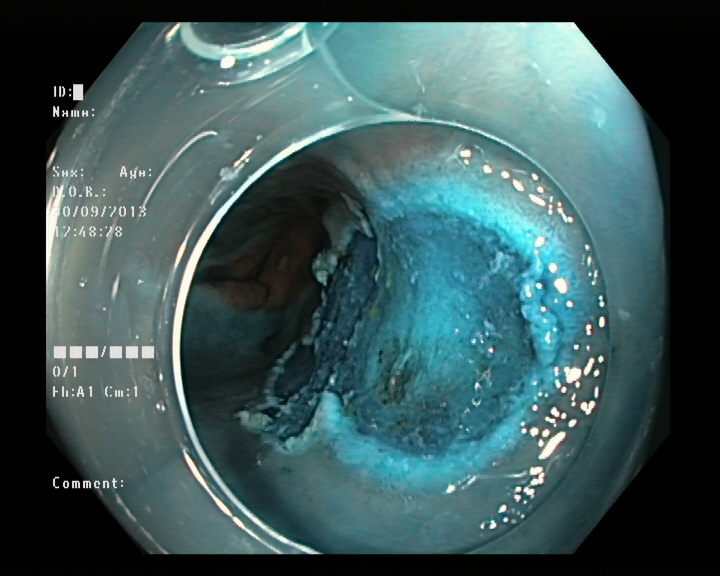 ID:
Name:
Sex: Age:
D.O.B.:
30/09/2013
12:48:28
/
0/1
Eh:A1 Cm:1
Comment: